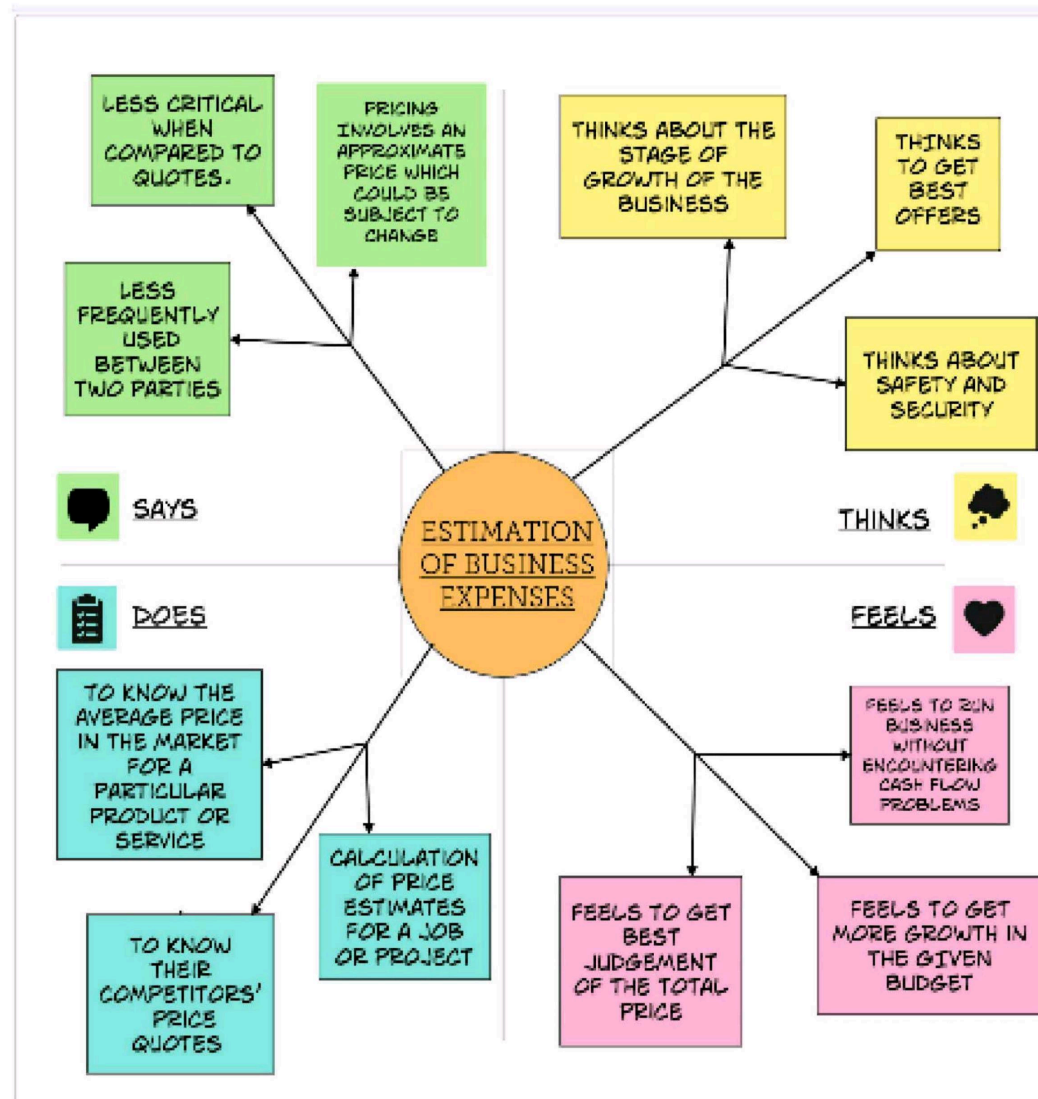 LESS CRITICAL
WHEN
COMPARED TO
QUOTES.
PRICING
INVOLVES AN
APPROXIMATE
PRICE WHICH
COULD BE
SUBJECT TO
CHANGE
LESS
FREQUENTLY
USED
BETWEEN
TWO PARTIES
SAYS
THINKS ABOUT THE
STAGE OF
GROWTH OF THE
BUSINESS
THINKS
TO GET
BEST
OFFERS
THINKS ABOUT
SAFETY AND
SECURITY
THINKS
ESTIMATION
OF BUSINESS
EXPENSES
DOES
TO KNOW THE
AVERAGE PRICE
IN THE MARKET
FOR A
PARTICULAR
PRODUCT OR
SERVICE
CALCULATION
OF PRICE
ESTIMATES
FOR A JOB
OR PROJECT
TO KNOW
THEIR
COMPETITORS'
PRICE
QUOTES
FEELS
FEELS TO RUN
BUSINESS
WITHOUT
ENCOUNTERING
CASH FLOW
PROBLEMS
FEELS TO GET
BEST
JUDGEMENT
OF THE TOTAL
PRICE
FEELS TO GET
MORE GROWTH IN
THE GIVEN
BUDGET